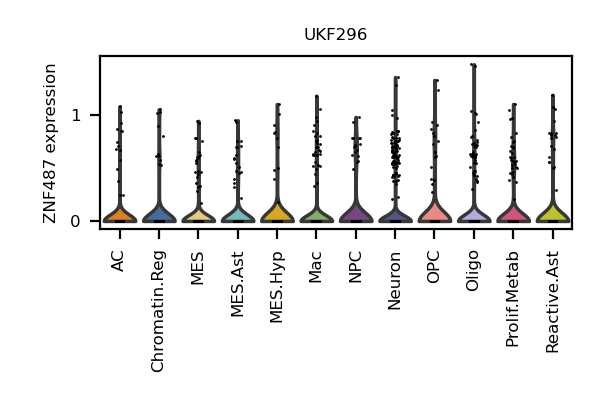 UKF296
ZNF487 expression
1
0
AC
Chromatin.Reg
MES
MES.Ast
MES.Hyp
Mac
NPC
Neuron
OPC
Oligo
Prolif.Metab
Reactive.Ast